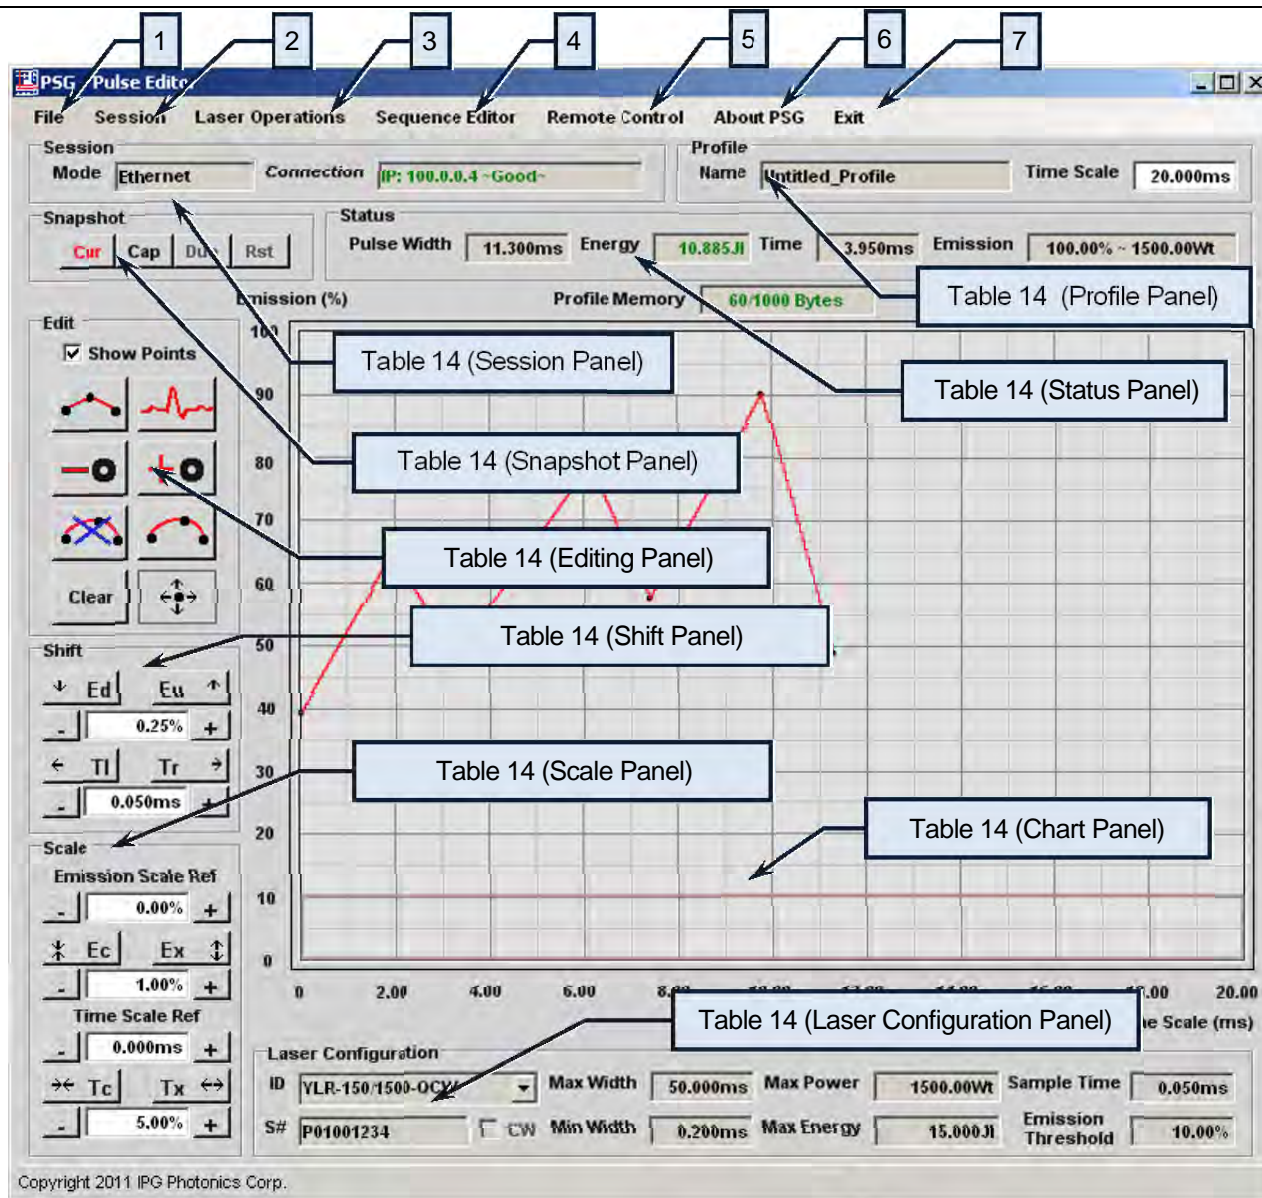 1 2 3 4 5 6 7
PSG - Pulse Editor
File Session Laser Operations Sequence Editor Remote Control About PSG Exit
Session
Mode Ethernet Connection IP: 100.0.0.4 ~Good~
Profile
Name Untitled_Profile Time Scale 20.000ms
Snapshot
Cur Cap Dup Rst
Status
Pulse Width 11.300ms Energy 10.885Jl Time 3.950ms Emission 100.00% ~ 1500.00Wt
Emission (%) Profile Memory 60/1000 Bytes
Table 14 (Profile Panel)
Edit
Show Points
Clear
100
90
80
70
60
50
40
30
20
10
0
Table 14 (Session Panel)
Table 14 (Status Panel)
Table 14 (Snapshot Panel)
Table 14 (Editing Panel)
Table 14 (Shift Panel)
Table 14 (Scale Panel)
Table 14 (Chart Panel)
Shift
Ed Eu
- 0.25% +
Tl Tr
- 0.050ms +
Scale
Emission Scale Ref
- 0.00% +
Ec Ex
- 1.00% +
Time Scale Ref
- 0.000ms +
Tc Tx
- 5.00% +
0 2.00 4.00 6.00 20.00
Table 14 (Laser Configuration Panel)
Scale (ms)
Laser Configuration
ID YLR-150/1500-QCW Max Width 50.000ms Max Power 1500.00Wt Sample Time 0.050ms
S# P01001234 CW Min Width 0.200ms Max Energy 15.000Jl Emission Threshold 10.00%
Copyright 2011 IPG Photonics Corp.